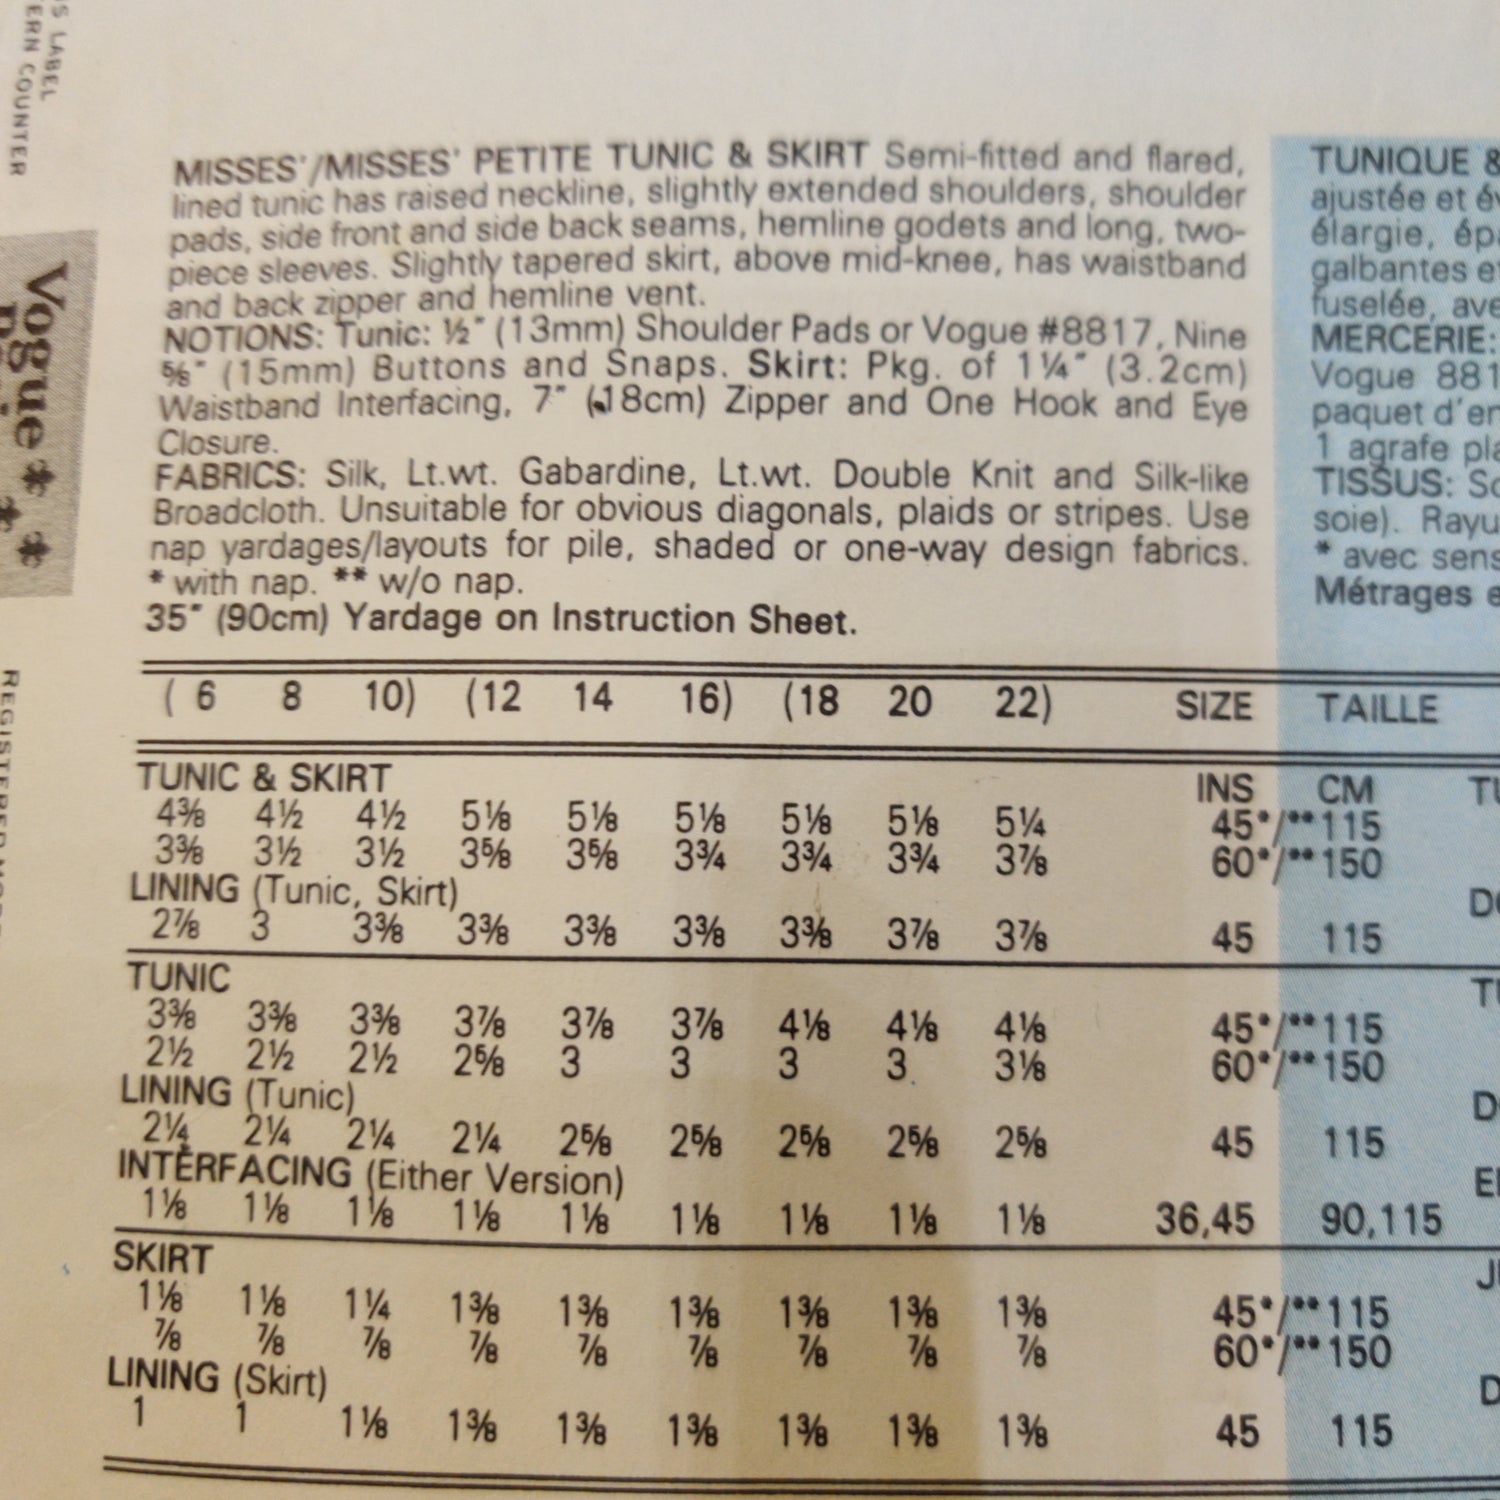 S LABEL
ERN COUNTER
Vogue
MISSES'/MISSES' PETITE TUNIC & SKIRT Semi-fitted and flared,
lined tunic has raised neckline, slightly extended shoulders, shoulder
pads, side front and side back seams, hemline godets and long, two-
piece sleeves. Slightly tapered skirt, above mid-knee, has waistband
and back zipper and hemline vent.
NOTIONS: Tunic: ½" (13mm) Shoulder Pads or Vogue #8817, Nine
⅝" (15mm) Buttons and Snaps. Skirt: Pkg. of 1¼" (3.2cm)
Waistband Interfacing, 7" (18cm) Zipper and One Hook and Eye
Closure.
FABRICS: Silk, Lt.wt. Gabardine, Lt.wt. Double Knit and Silk-like
Broadcloth. Unsuitable for obvious diagonals, plaids or stripes. Use
nap yardages/layouts for pile, shaded or one-way design fabrics.
* with nap. ** w/o nap.
35" (90cm) Yardage on Instruction Sheet.
( 6 8 10) (12 14 16) (18 20 22) SIZE TAILLE
TUNIC & SKIRT INS CM TU
4⅜ 4½ 4½ 5⅛ 5⅛ 5⅛ 5⅛ 5⅛ 5¼ 45*/**115
3⅜ 3½ 3½ 3⅝ 3⅝ 3¾ 3¾ 3¾ 3⅞ 60*/**150
LINING (Tunic, Skirt)
2⅞ 3 3⅜ 3⅜ 3⅜ 3⅜ 3⅜ 3⅞ 3⅞ 45 115
TUNIC
3⅜ 3⅜ 3⅜ 3⅞ 3⅞ 3⅞ 4⅛ 4⅛ 4⅛ 45*/**115
2½ 2½ 2½ 2⅝ 3 3 3 3 3⅛ 60*/**150
LINING (Tunic)
2¼ 2¼ 2¼ 2¼ 2⅝ 2⅝ 2⅝ 2⅝ 2⅝ 45 115
INTERFACING (Either Version)
1⅛ 1⅛ 1⅛ 1⅛ 1⅛ 1⅛ 1⅛ 1⅛ 1⅛ 36,45 90,115
SKIRT
1⅛ 1⅛ 1¼ 1⅜ 1⅜ 1⅜ 1⅜ 1⅜ 1⅜ 45*/**115
⅞ ⅞ ⅞ ⅞ ⅞ ⅞ ⅞ ⅞ ⅞ 60*/**150
LINING (Skirt)
1 1 1⅛ 1⅜ 1⅜ 1⅜ 1⅜ 1⅜ 1⅜ 45 115
TUNIQUE &
ajustée et év
élargie, épa
galbantes et
fuselée, ave
MERCERIE:
Vogue 881
paquet d'en
1 agrafe pla
TISSUS: So
soie). Rayu
* avec sens
Métrages e